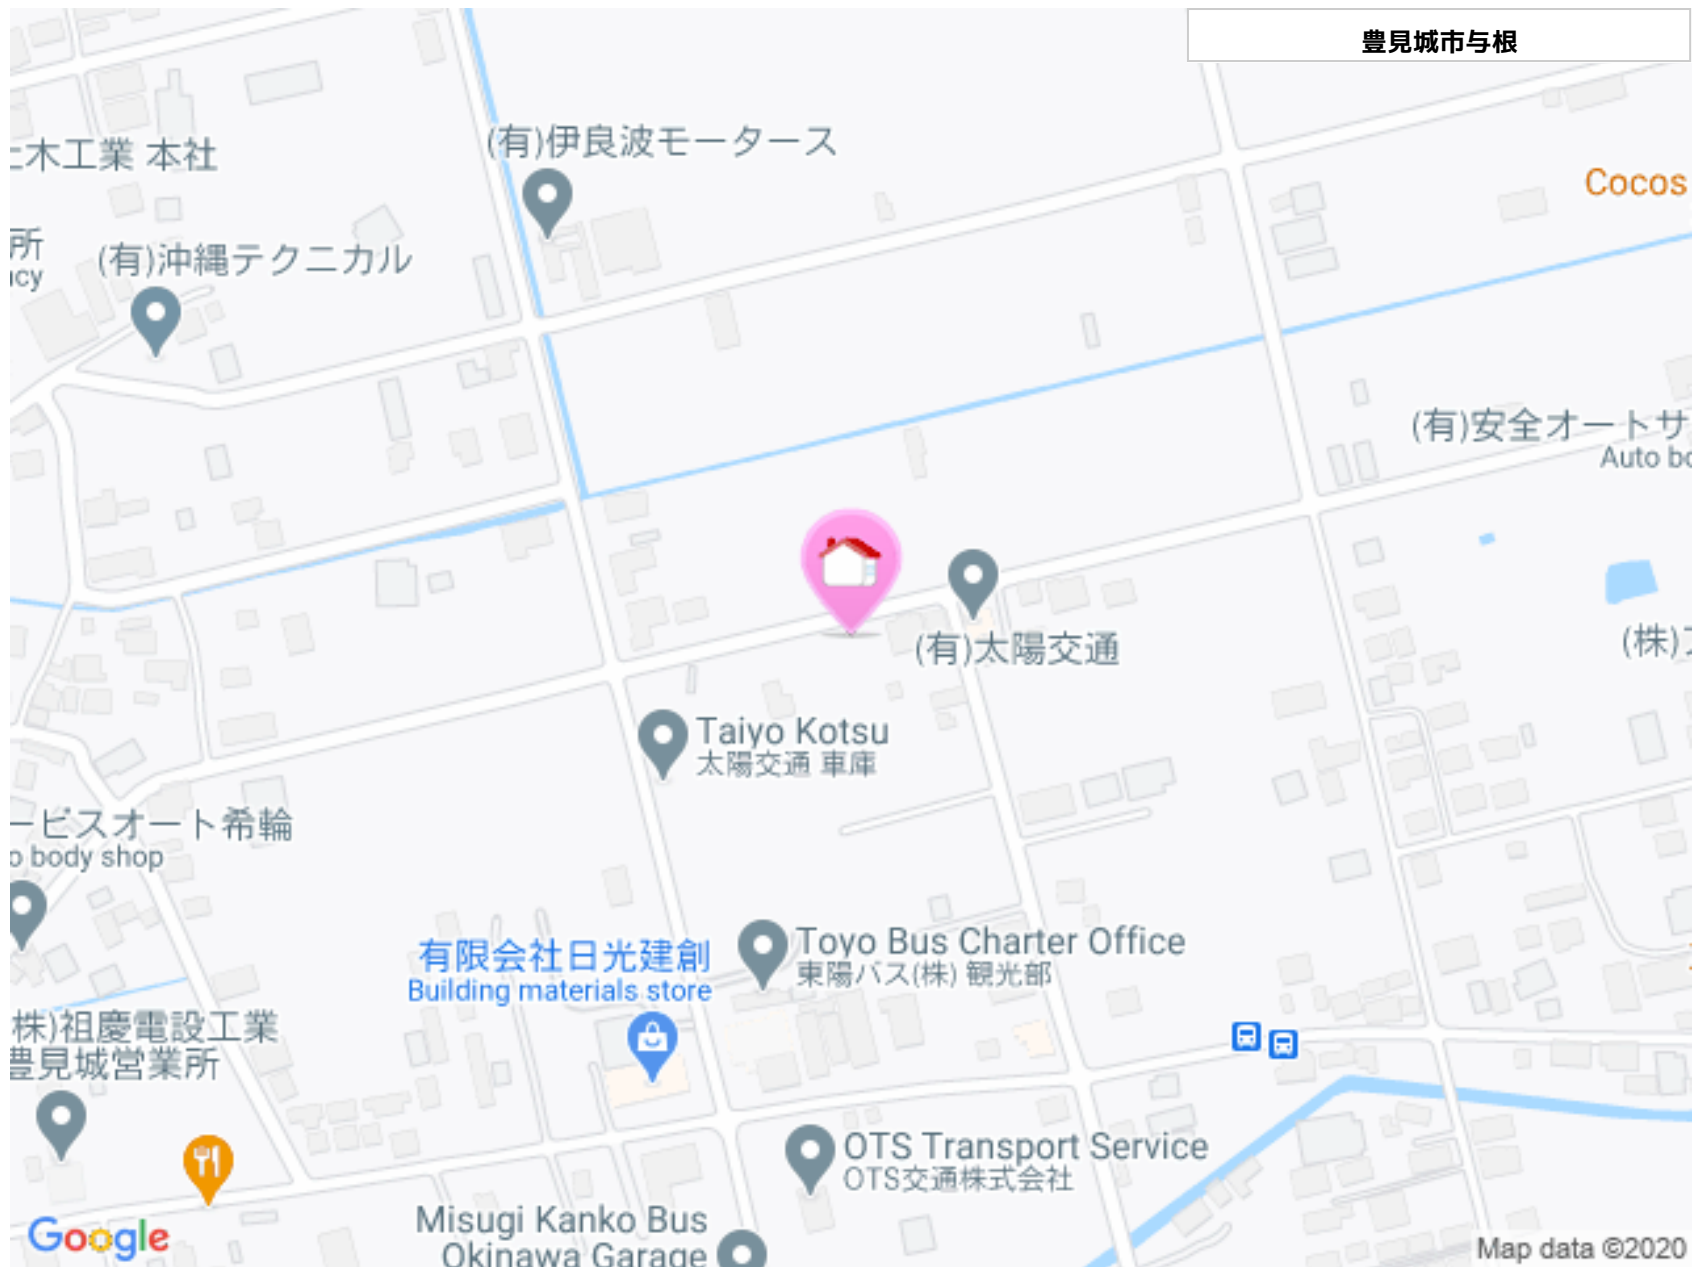 豊見城市与根
(有)伊良波モータース
土木工業 本社
Cocos
所
ncy
(有)沖縄テクニカル
(有)安全オートサ
Auto bo
(有)太陽交通
(株)
Taiyo Kotsu
太陽交通 車庫
ービスオート希輪
o body shop
有限会社日光建創
Building materials store
Toyo Bus Charter Office
東陽バス(株) 観光部
株)祖慶電設工業
豊見城営業所
OTS Transport Service
OTS交通株式会社
Misugi Kanko Bus
Okinawa Garage
Google
Map data ©2020